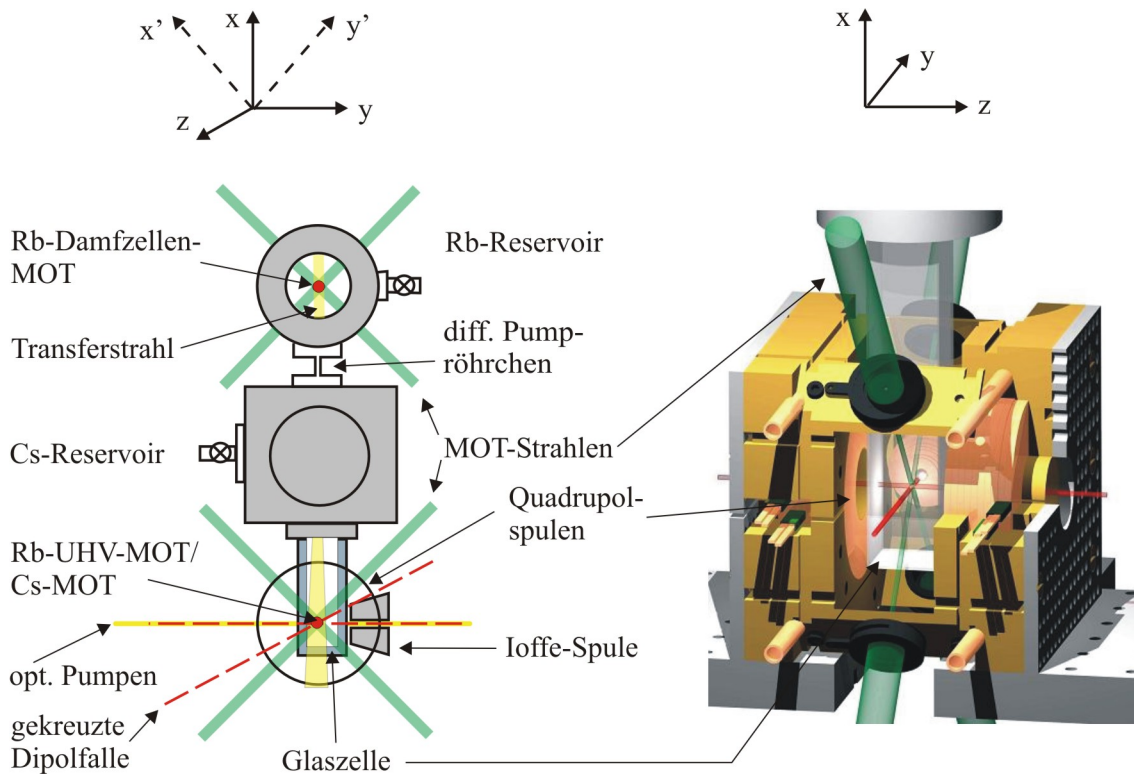 x
x'
y'
z
y
x
y
z
Rb-Damfzellen-
MOT
Rb-Reservoir
Transferstrahl
diff. Pump-
röhrchen
Cs-Reservoir
MOT-Strahlen
Quadrupol-
spulen
Rb-UHV-MOT/
Cs-MOT
opt. Pumpen
Ioffe-Spule
gekreuzte
Dipolfalle
Glaszelle